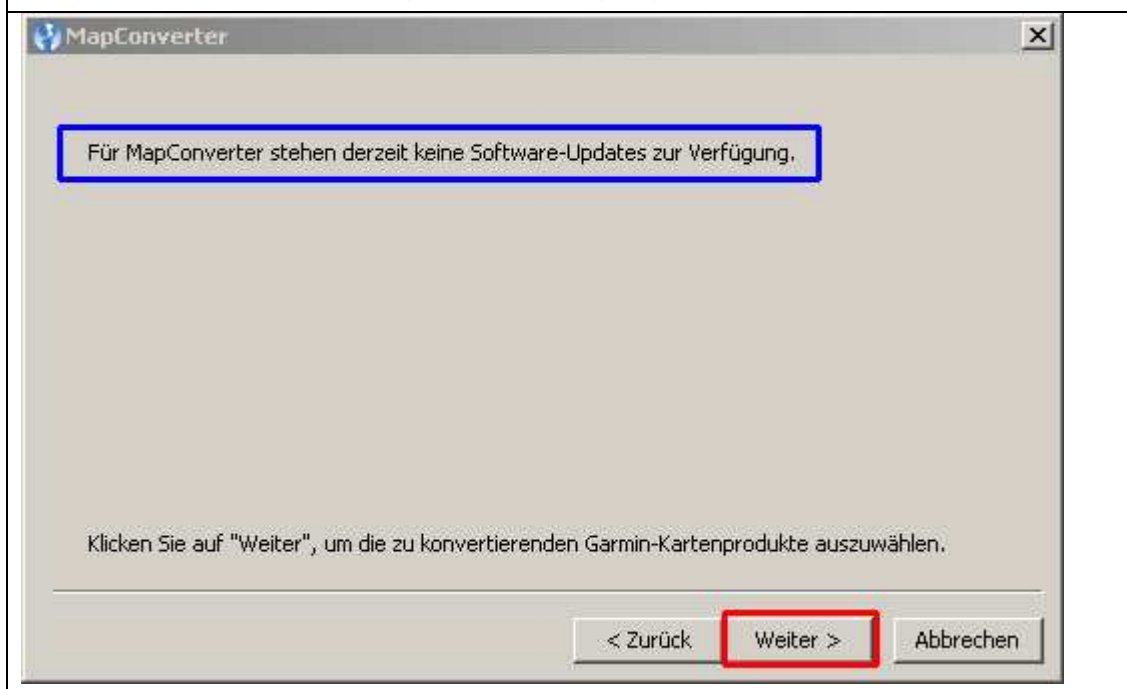 MapConverter
Für MapConverter stehen derzeit keine Software-Updates zur Verfügung.
Klicken Sie auf "Weiter", um die zu konvertierenden Garmin-Kartenprodukte auszuwählen.
< Zurück
Weiter >
Abbrechen